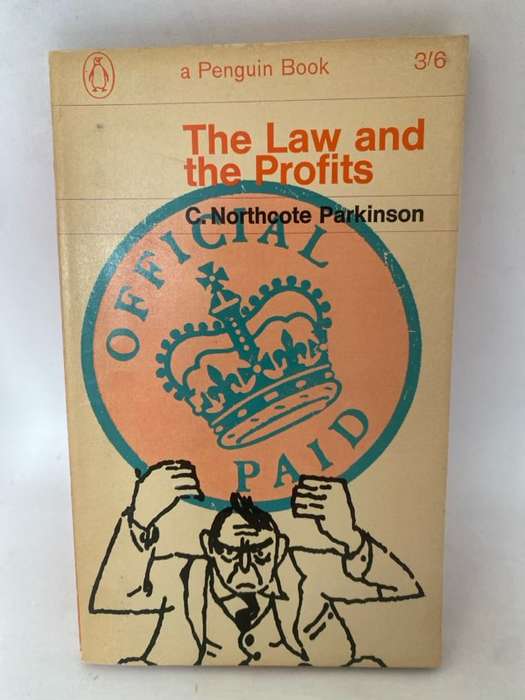 a Penguin Book
3/6
The Law and
the Profits
C. Northcote Parkinson
OFFICIAL
PAID